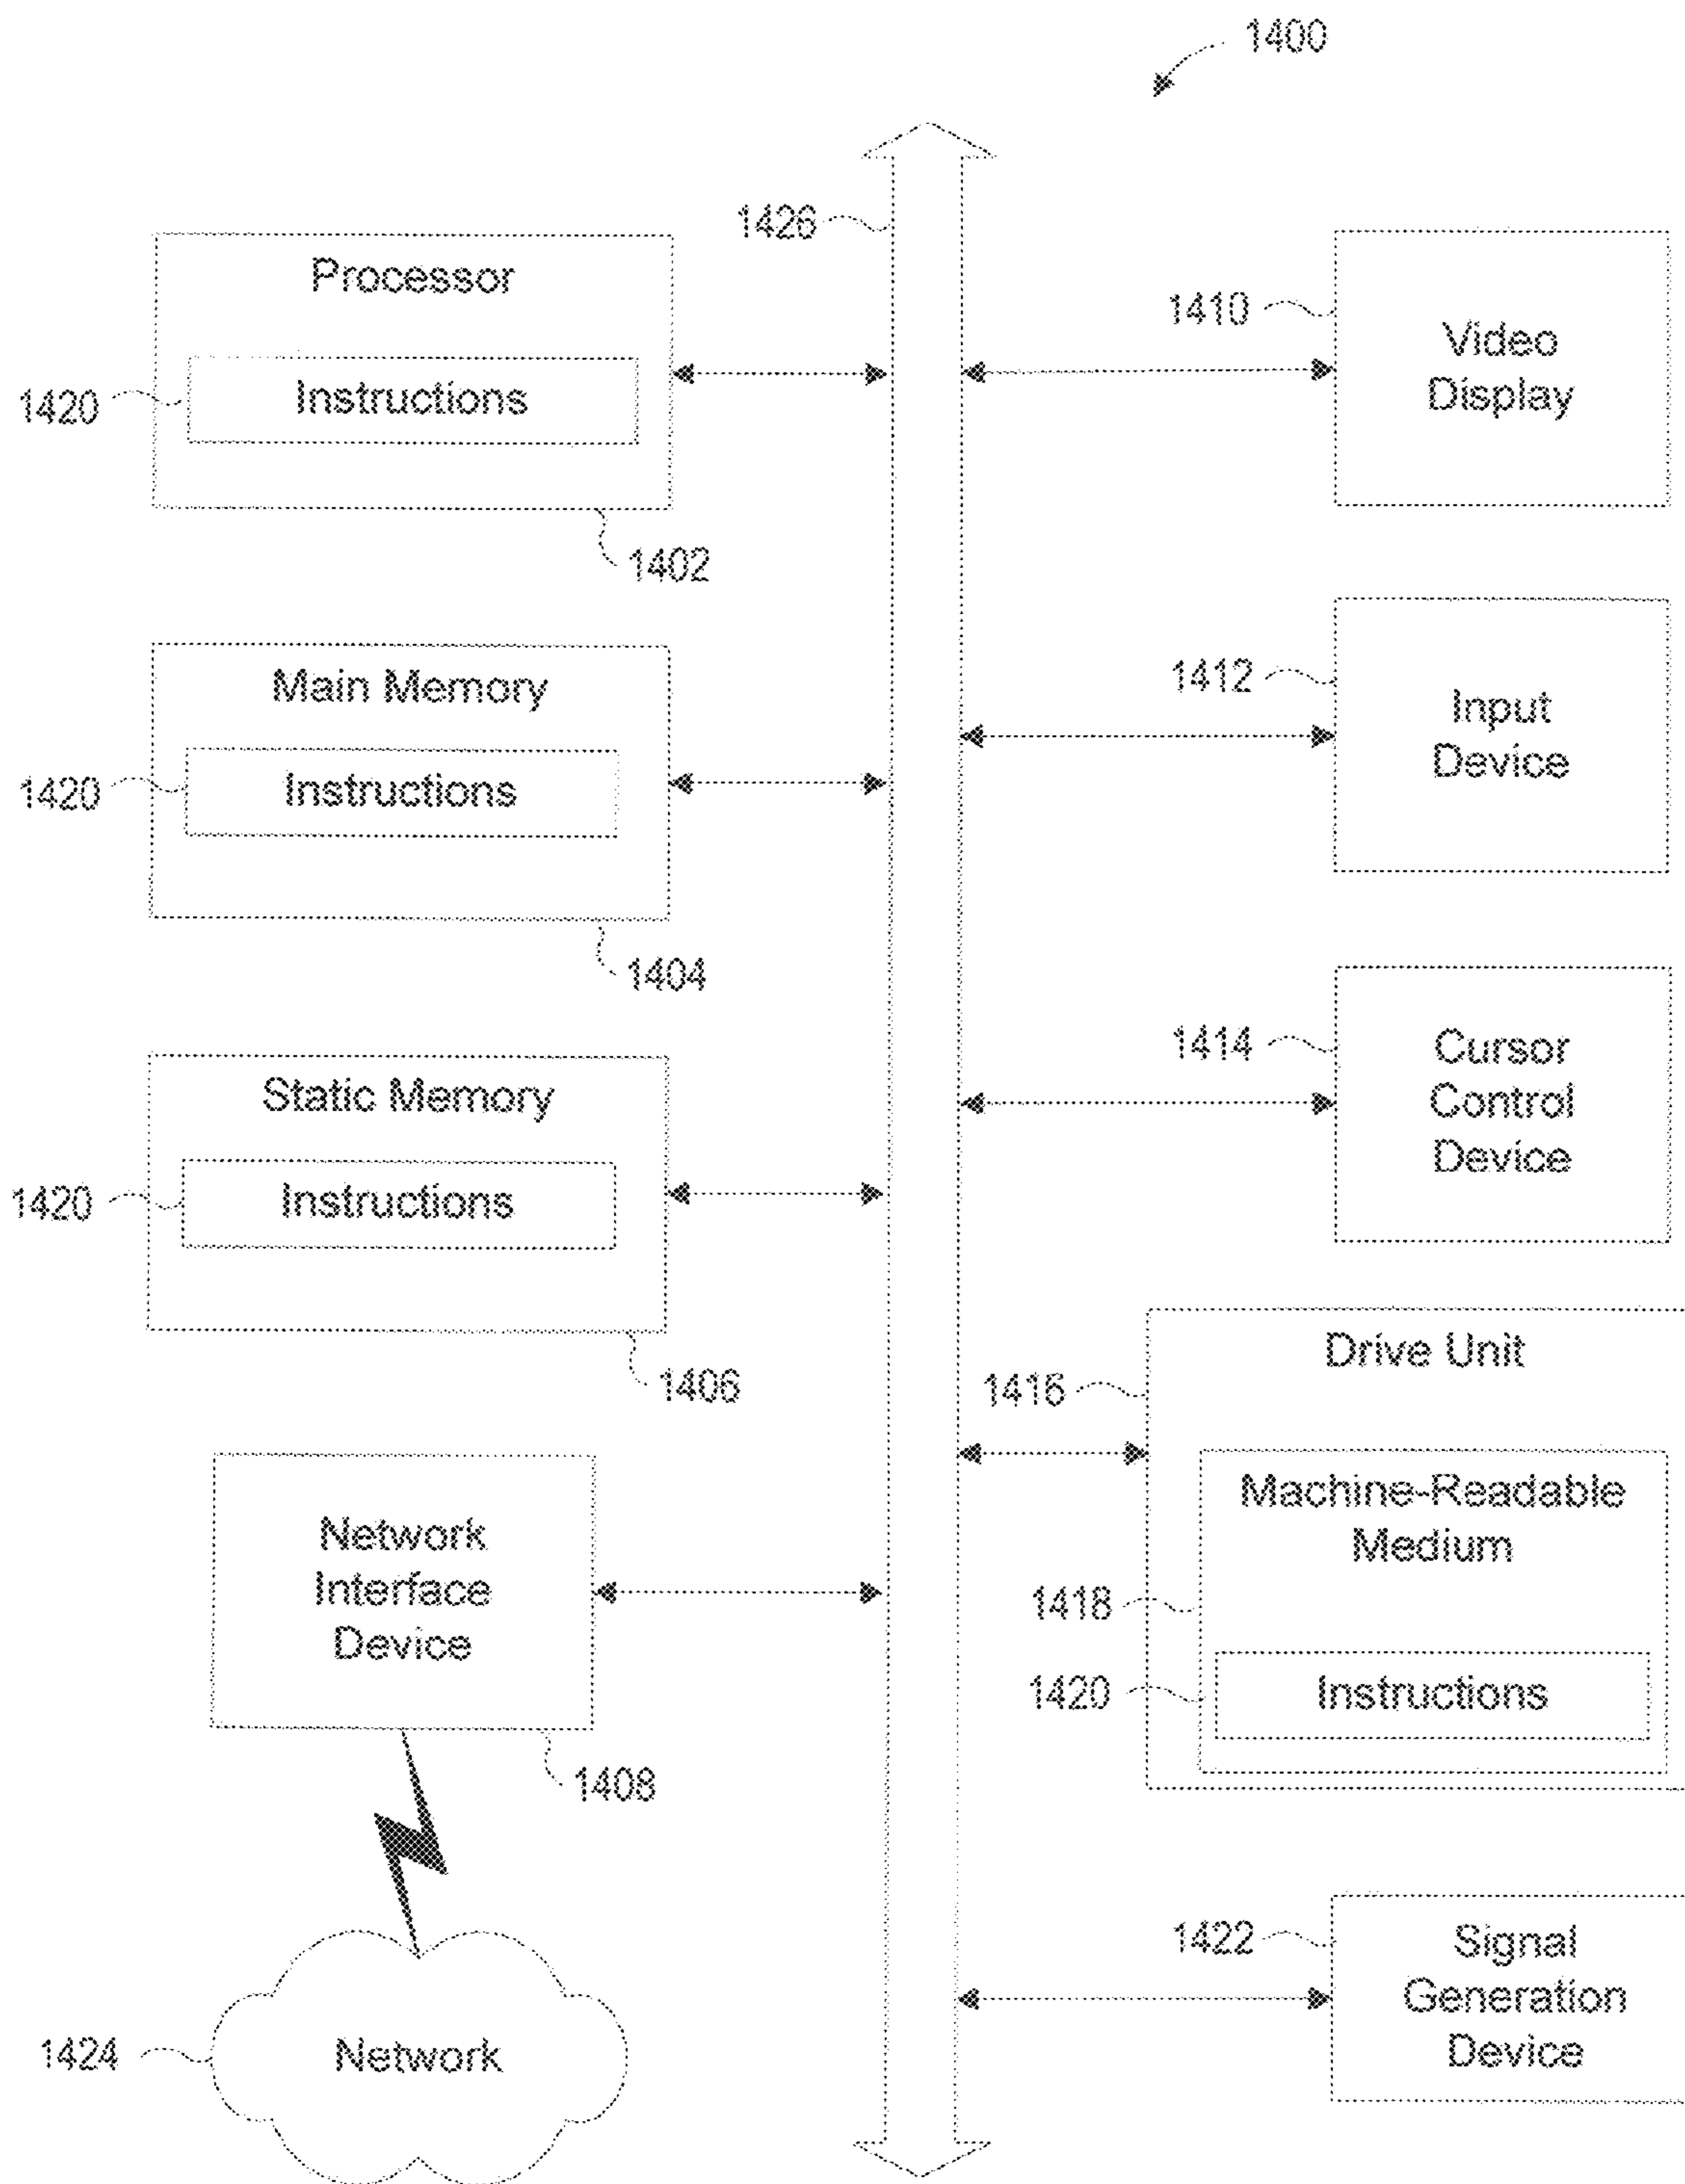 1400
1426
Processor
1420
Instructions
1402
1410
Video
Display
Main Memory
1420
Instructions
1404
1412
Input
Device
Static Memory
1420
Instructions
1406
1414
Cursor
Control
Device
Network
Interface
Device
1408
Drive Unit
1416
Machine-Readable
Medium
1418
1420
Instructions
1424
Network
1422
Signal
Generation
Device